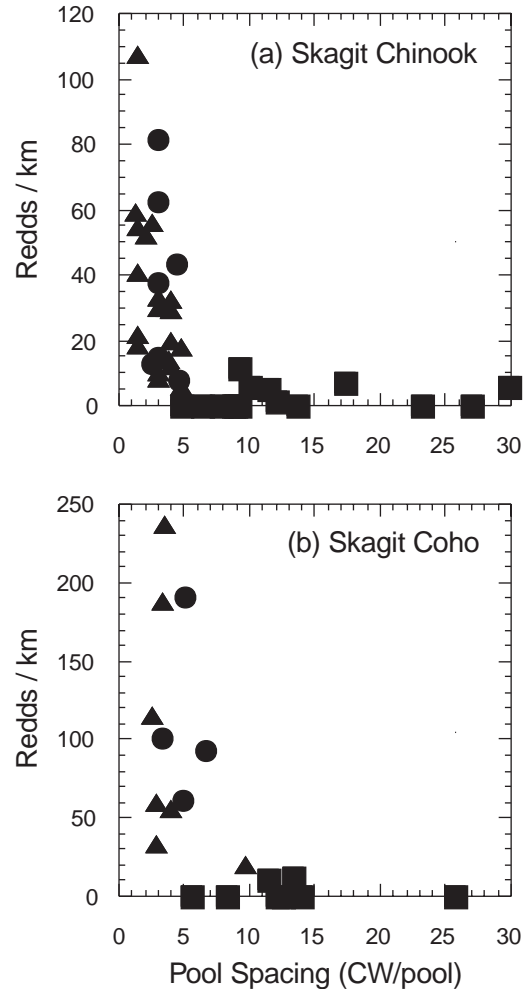 120
(a) Skagit Chinook
100
80
Redds / km
60
40
20
0
0 5 10 15 20 25 30
250
(b) Skagit Coho
200
150
Redds / km
100
50
0
0 5 10 15 20 25 30
Pool Spacing (CW/pool)